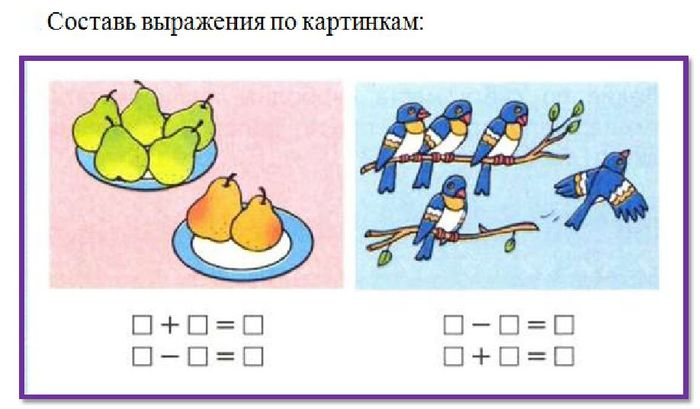 Составь выражения по картинкам:
□ + □ = □
□ − □ = □
□ − □ = □
□ + □ = □